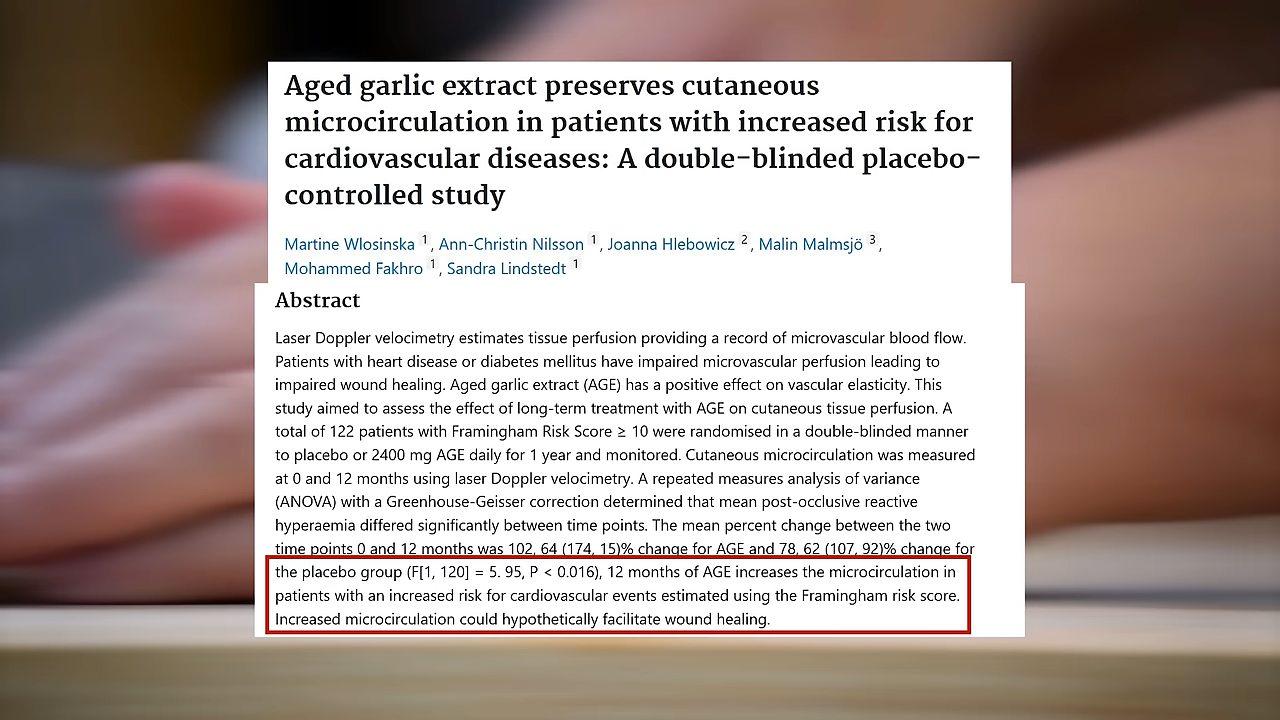 Aged garlic extract preserves cutaneous
microcirculation in patients with increased risk for
cardiovascular diseases: A double-blinded placebo-
controlled study
Martine Wlosinska 1, Ann-Christin Nilsson 1, Joanna Hlebowicz 2, Malin Malmsjö 3,
Mohammed Fakhro 1, Sandra Lindstedt 1
Abstract
Laser Doppler velocimetry estimates tissue perfusion providing a record of microvascular blood flow.
Patients with heart disease or diabetes mellitus have impaired microvascular perfusion leading to
impaired wound healing. Aged garlic extract (AGE) has a positive effect on vascular elasticity. This
study aimed to assess the effect of long-term treatment with AGE on cutaneous tissue perfusion. A
total of 122 patients with Framingham Risk Score ≥ 10 were randomised in a double-blinded manner
to placebo or 2400 mg AGE daily for 1 year and monitored. Cutaneous microcirculation was measured
at 0 and 12 months using laser Doppler velocimetry. A repeated measures analysis of variance
(ANOVA) with a Greenhouse-Geisser correction determined that mean post-occlusive reactive
hyperaemia differed significantly between time points. The mean percent change between the two
time points 0 and 12 months was 102, 64 (174, 15)% change for AGE and 78, 62 (107, 92)% change for
the placebo group (F[1, 120] = 5. 95, P < 0.016), 12 months of AGE increases the microcirculation in
patients with an increased risk for cardiovascular events estimated using the Framingham risk score.
Increased microcirculation could hypothetically facilitate wound healing.